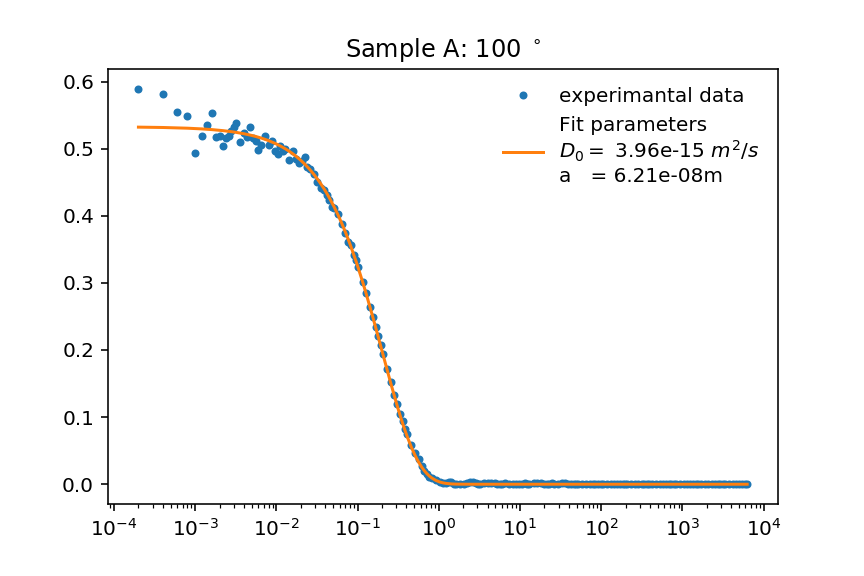 Sample A: 100 °
0.6
0.5
0.4
0.3
0.2
0.1
0.0
10⁻⁴ 10⁻³ 10⁻² 10⁻¹ 10⁰ 10¹ 10² 10³ 10⁴
experimantal data
Fit parameters
D₀ = 3.96e-15 m²/s
a = 6.21e-08m